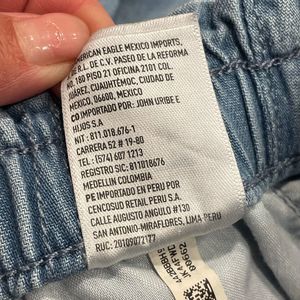 AMERICAN EAGLE MEXICO IMPORTS,
S.E.L. DE C.V. PASEO DE LA REFORMA
NO. 180 PISO 21 OFICINA 2101 COL.
JUÁREZ, CUAUHTÉMOC, CIUDAD DE
MÉXICO, 06600, MEXICO
CO IMPORTADO POR: JOHN URIBE E
HIJOS S.A
NIT: 811.018.676-1
CARRERA 52 # 19-80
TEL: (574) 607 1213
REGISTRO SIC: 811018676
MEDELLIN COLOMBIA
PE IMPORTADO EN PERU POR
CENCOSUD RETAIL PERU S.A.
CALLE AUGUSTO ANGULO #130
SAN ANTONIO-MIRAFLORES, LIMA PERU
RUC: 20109072177
09662